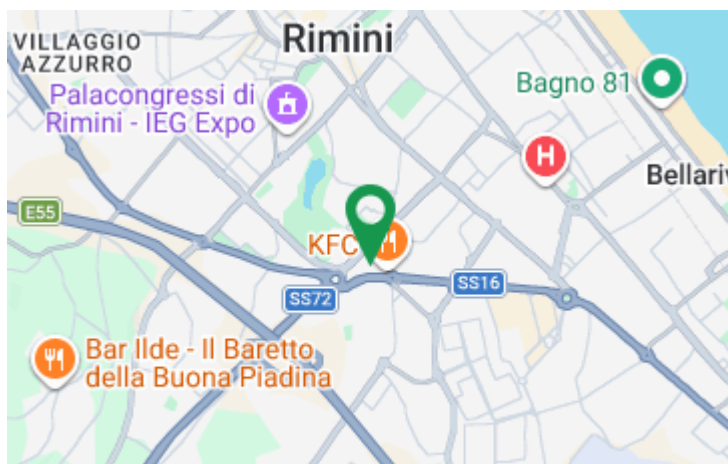 VILLAGGIO
AZZURRO
Rimini
Palacongressi di
Rimini - IEG Expo
Bagno 81
H
Bellariv
E55
KFC
SS72
SS16
Bar Ilde - Il Baretto
della Buona Piadina